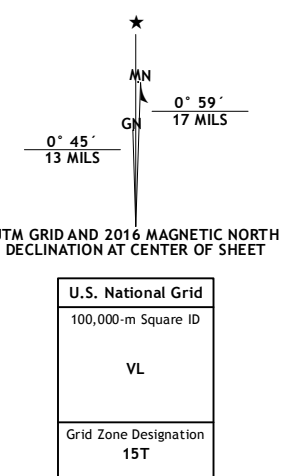 ★
MN
0° 59´
17 MILS
GN
0° 45´
13 MILS
UTM GRID AND 2016 MAGNETIC NORTH
DECLINATION AT CENTER OF SHEET
U.S. National Grid
100,000-m Square ID
VL
Grid Zone Designation
15T